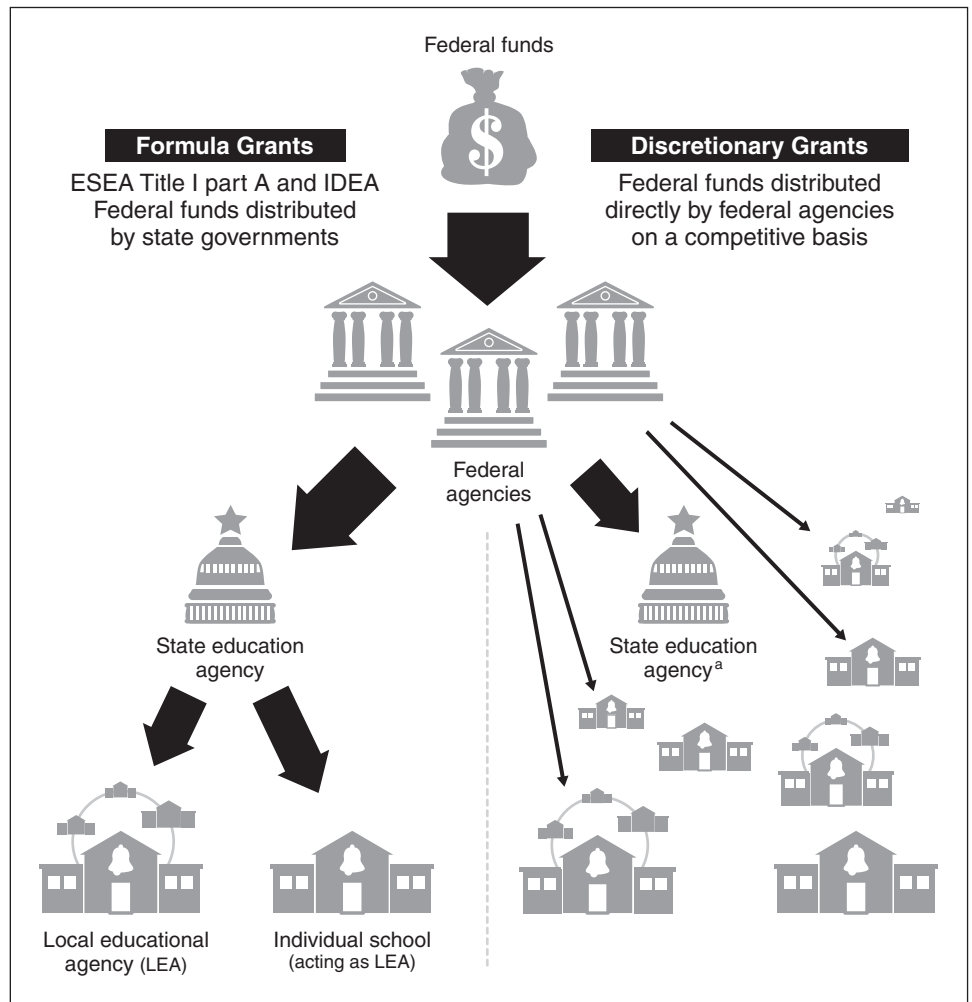 Federal funds
$
Formula Grants
ESEA Title I part A and IDEA
Federal funds distributed
by state governments
Discretionary Grants
Federal funds distributed
directly by federal agencies
on a competitive basis
Federal
agencies
State education
agency
State education
agencyᵃ
Local educational
agency (LEA)
Individual school
(acting as LEA)